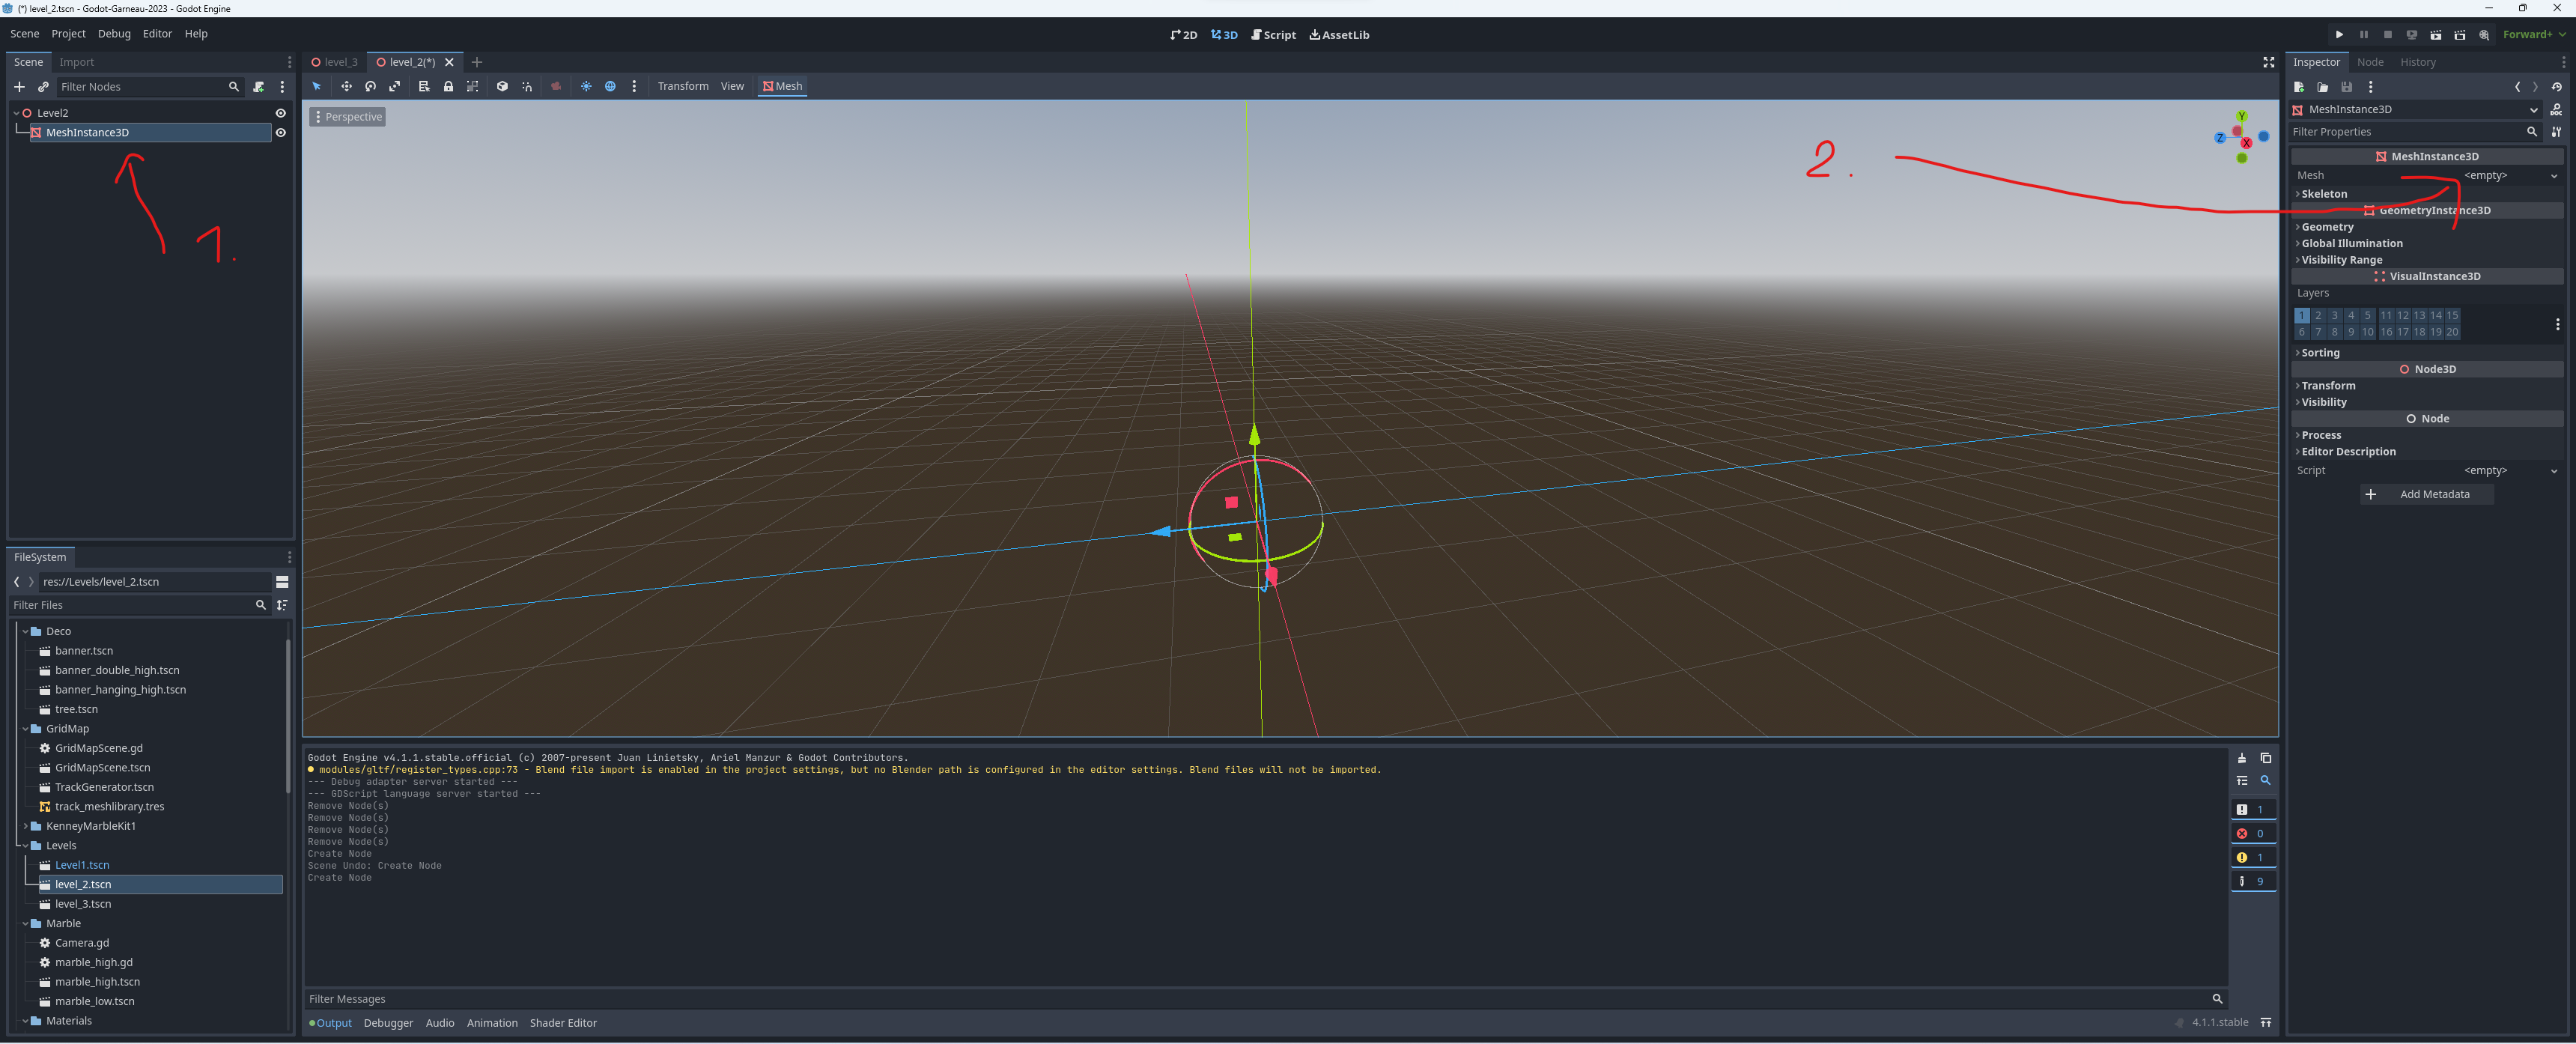 (*) level_2.tscn - Godot-Garneau-2023 - Godot Engine
Scene Project Debug Editor Help
2D 3D Script AssetLib
Forward+
Scene Import
Filter Nodes
Level2
MeshInstance3D
1.
FileSystem
res://Levels/level_2.tscn
Filter Files
Deco
banner.tscn
banner_double_high.tscn
banner_hanging_high.tscn
tree.tscn
GridMap
GridMapScene.gd
GridMapScene.tscn
TrackGenerator.tscn
track_meshlibrary.tres
KenneyMarbleKit1
Levels
Level1.tscn
level_2.tscn
level_3.tscn
Marble
Camera.gd
marble_high.gd
marble_high.tscn
marble_low.tscn
Materials
level_3 level_2(*)
Transform View Mesh
Perspective
Y
Z
X
2.
Godot Engine v4.1.1.stable.official (c) 2007-present Juan Linietsky, Ariel Manzur & Godot Contributors.
modules/gltf/register_types.cpp:73 - Blend file import is enabled in the project settings, but no Blender path is configured in the editor settings. Blend files will not be imported.
--- Debug adapter server started ---
--- GDScript language server started ---
Remove Node(s)
Remove Node(s)
Remove Node(s)
Remove Node(s)
Create Node
Scene Undo: Create Node
Create Node
1
0
1
9
Filter Messages
Output Debugger Audio Animation Shader Editor
4.1.1.stable
Inspector Node History
MeshInstance3D
DOC
Filter Properties
MeshInstance3D
Mesh <empty>
Skeleton
GeometryInstance3D
Geometry
Global Illumination
Visibility Range
VisualInstance3D
Layers
1 2 3 4 5 11 12 13 14 15
6 7 8 9 10 16 17 18 19 20
Sorting
Node3D
Transform
Visibility
Node
Process
Editor Description
Script <empty>
Add Metadata